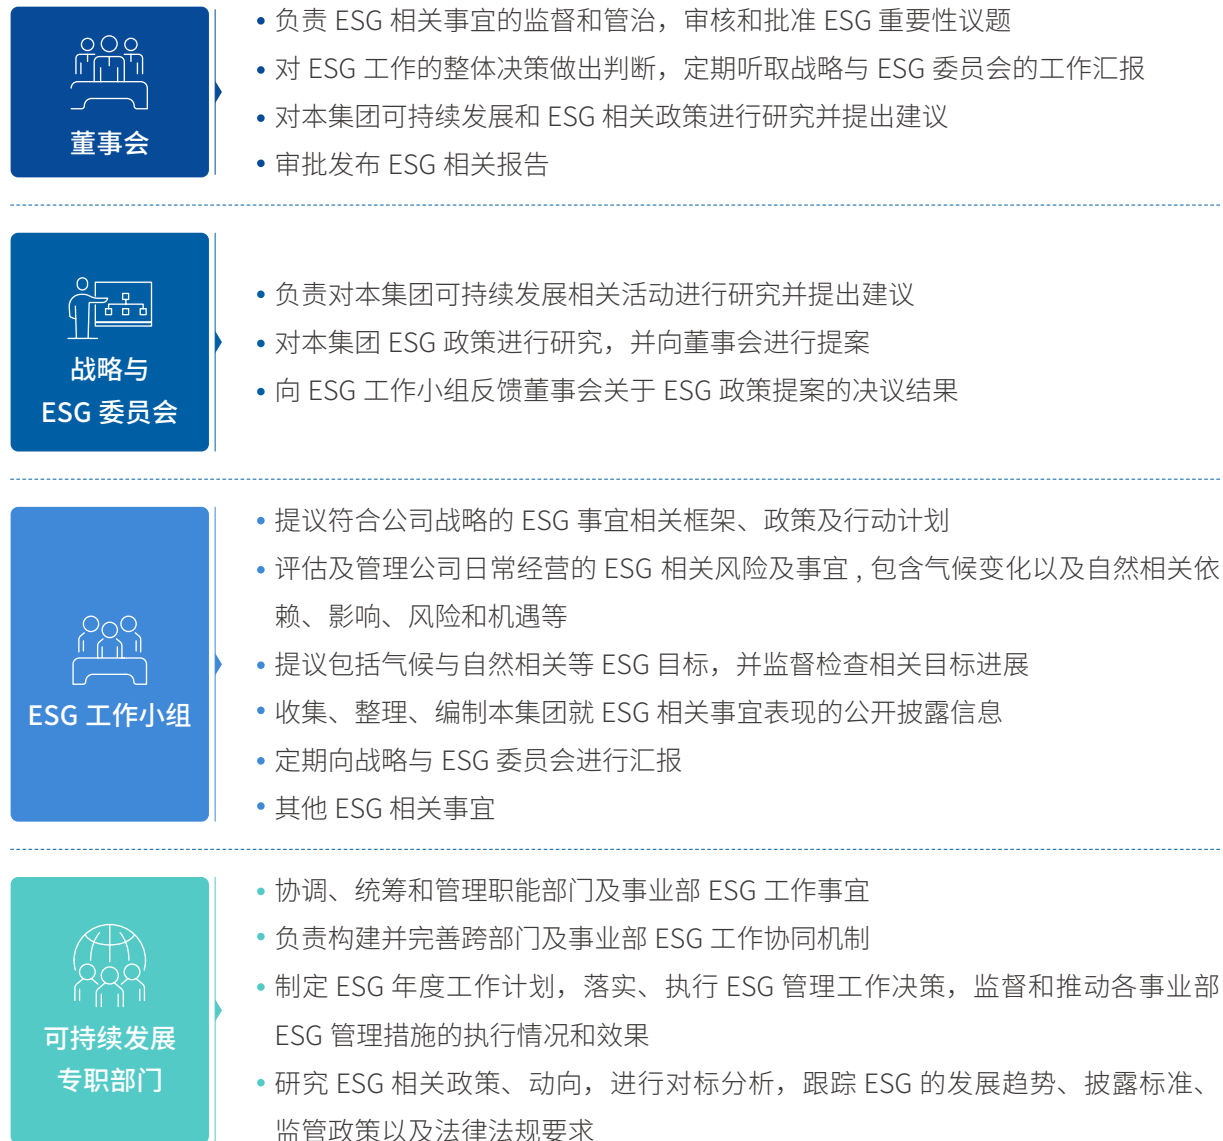 董事会
• 负责 ESG 相关事宜的监督和管治，审核和批准 ESG 重要性议题
• 对 ESG 工作的整体决策做出判断，定期听取战略与 ESG 委员会的工作汇报
• 对本集团可持续发展和 ESG 相关政策进行研究并提出建议
• 审批发布 ESG 相关报告
战略与
ESG 委员会
• 负责对本集团可持续发展相关活动进行研究并提出建议
• 对本集团 ESG 政策进行研究，并向董事会进行提案
• 向 ESG 工作小组反馈董事会关于 ESG 政策提案的决议结果
ESG 工作小组
• 提议符合公司战略的 ESG 事宜相关框架、政策及行动计划
• 评估及管理公司日常经营的 ESG 相关风险及事宜 , 包含气候变化以及自然相关依
赖、影响、风险和机遇等
• 提议包括气候与自然相关等 ESG 目标，并监督检查相关目标进展
• 收集、整理、编制本集团就 ESG 相关事宜表现的公开披露信息
• 定期向战略与 ESG 委员会进行汇报
• 其他 ESG 相关事宜
可持续发展
专职部门
• 协调、统筹和管理职能部门及事业部 ESG 工作事宜
• 负责构建并完善跨部门及事业部 ESG 工作协同机制
• 制定 ESG 年度工作计划，落实、执行 ESG 管理工作决策，监督和推动各事业部
ESG 管理措施的执行情况和效果
• 研究 ESG 相关政策、动向，进行对标分析，跟踪 ESG 的发展趋势、披露标准、
监管政策以及法律法规要求